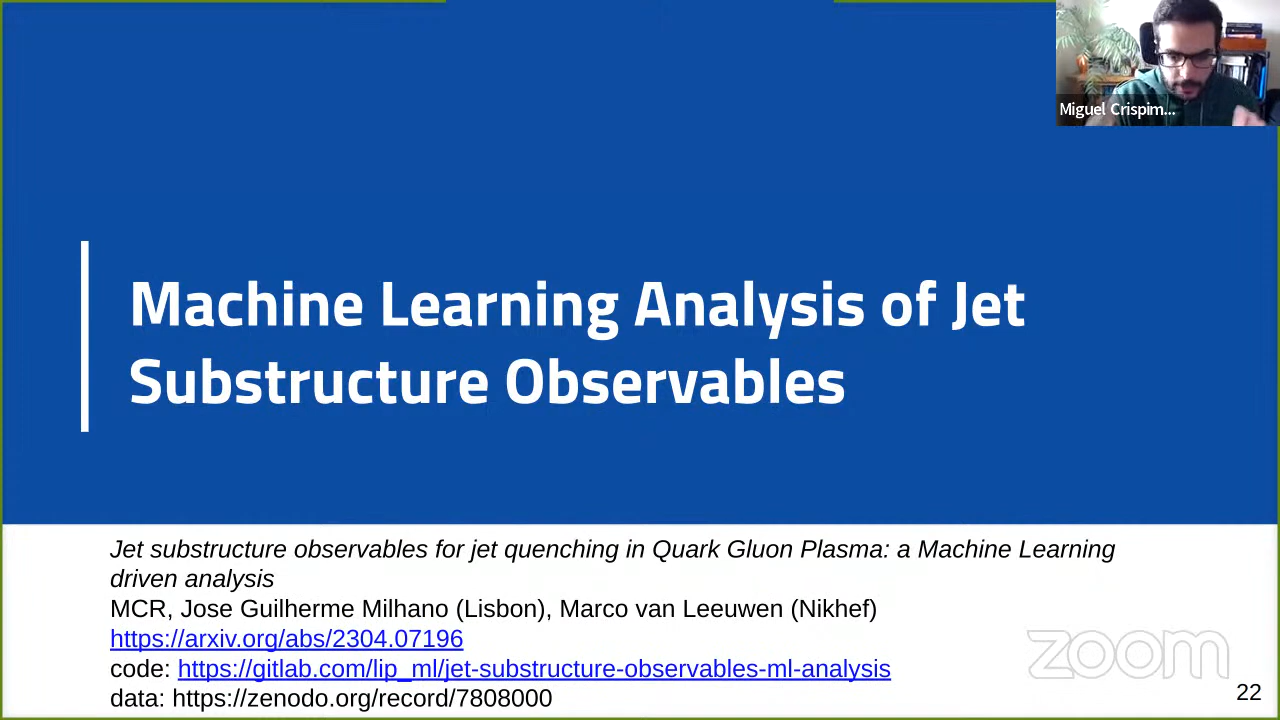 Miguel Crispim...
Machine Learning Analysis of Jet
Substructure Observables
Jet substructure observables for jet quenching in Quark Gluon Plasma: a Machine Learning
driven analysis
MCR, Jose Guilherme Milhano (Lisbon), Marco van Leeuwen (Nikhef)
https://arxiv.org/abs/2304.07196
code: https://gitlab.com/lip_ml/jet-substructure-observables-ml-analysis
data: https://zenodo.org/record/7808000
zoom
22